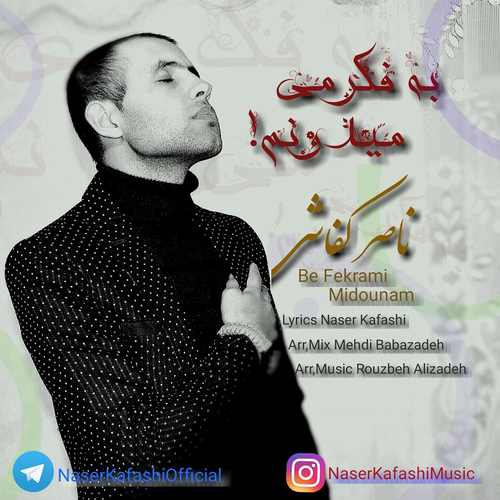 به فکرمی
میدونم!
ناصر کفاشی
Be Fekrami
Midounam
Lyrics Naser Kafashi
Arr,Mix Mehdi Babazadeh
Arr,Music Rouzbeh Alizadeh
NaserKafashiOfficial
NaserKafashiMusic